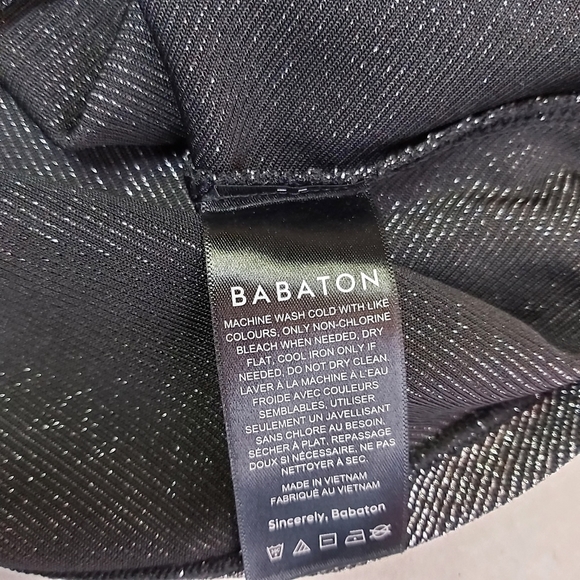 BABATON
MACHINE WASH COLD WITH LIKE
COLOURS, ONLY NON-CHLORINE
BLEACH WHEN NEEDED, DRY
FLAT, COOL IRON ONLY IF
NEEDED, DO NOT DRY CLEAN.
LAVER À LA MACHINE À L'EAU
FROIDE AVEC COULEURS
SEMBLABLES, UTILISER
SEULEMENT UN JAVELLISANT
SANS CHLORE AU BESOIN.
SÉCHER À PLAT, REPASSAGE
DOUX SI NÉCESSAIRE. NE PAS
NETTOYER À SEC.
MADE IN VIETNAM
FABRIQUÉ AU VIETNAM
Sincerely, Babaton